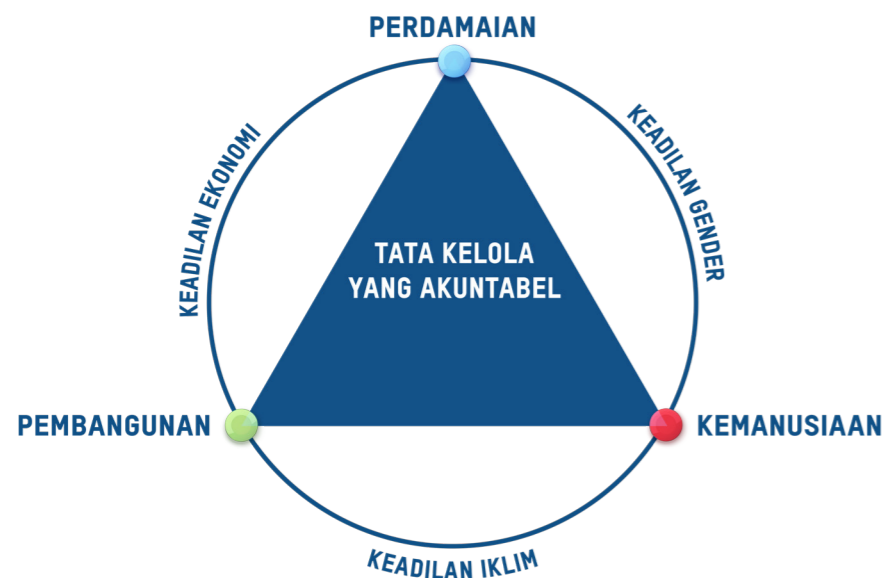 PERDAMAIAN
KEADILAN EKONOMI
KEADILAN GENDER
TATA KELOLA
YANG AKUNTABEL
PEMBANGUNAN
KEMANUSIAAN
KEADILAN IKLIM